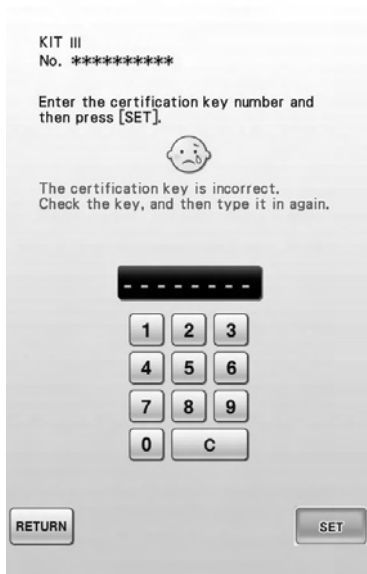 KIT III
No. **********
Enter the certification key number and
then press [SET].
The certification key is incorrect.
Check the key, and then type it in again.
- - - - - - - -
1 2 3
4 5 6
7 8 9
0 C
RETURN SET